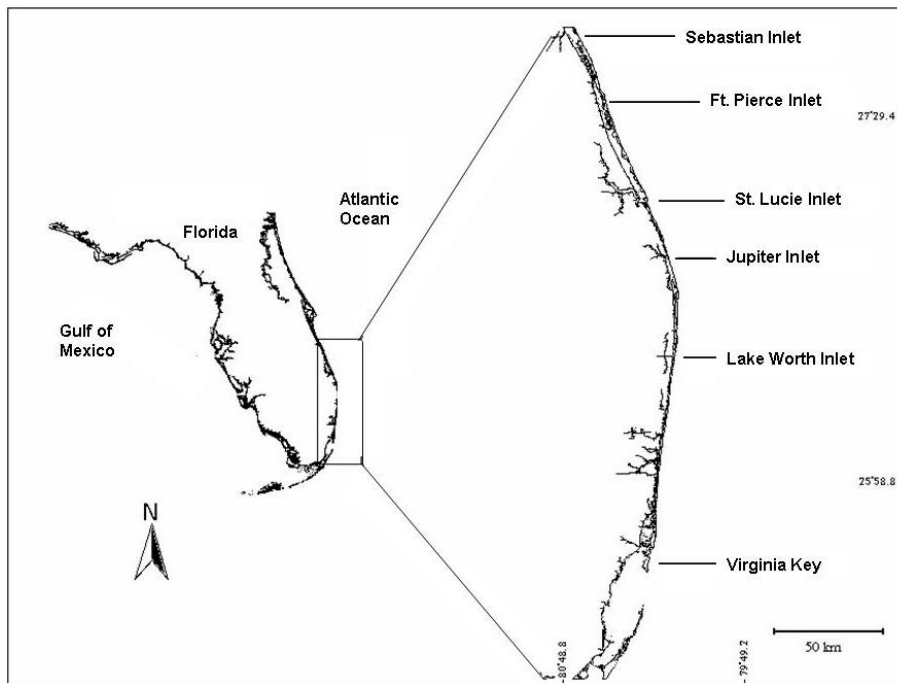 Sebastian Inlet
Ft. Pierce Inlet
27°29.4
Atlantic
Ocean
St. Lucie Inlet
Florida
Jupiter Inlet
Gulf of
Mexico
Lake Worth Inlet
25°58.8
N
Virginia Key
50 km
-80°48.8
-79°49.2